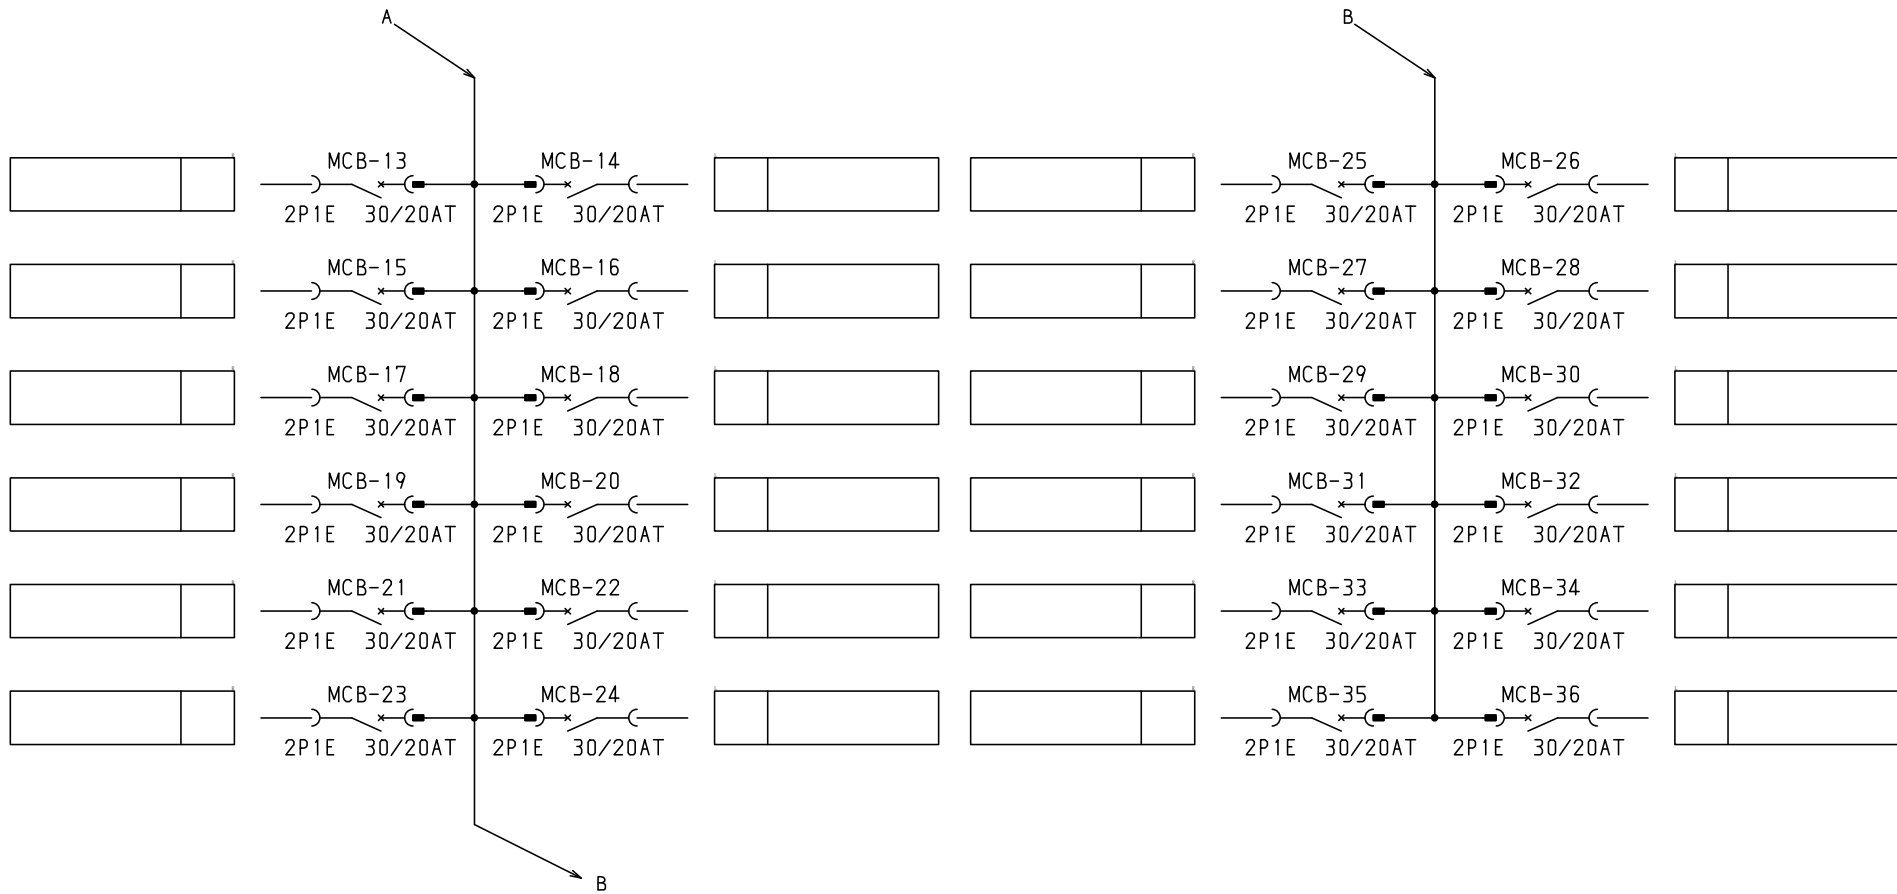 A B
MCB-13 MCB-14 MCB-25 MCB-26
2P1E 30/20AT 2P1E 30/20AT 2P1E 30/20AT 2P1E 30/20AT
MCB-15 MCB-16 MCB-27 MCB-28
2P1E 30/20AT 2P1E 30/20AT 2P1E 30/20AT 2P1E 30/20AT
MCB-17 MCB-18 MCB-29 MCB-30
2P1E 30/20AT 2P1E 30/20AT 2P1E 30/20AT 2P1E 30/20AT
MCB-19 MCB-20 MCB-31 MCB-32
2P1E 30/20AT 2P1E 30/20AT 2P1E 30/20AT 2P1E 30/20AT
MCB-21 MCB-22 MCB-33 MCB-34
2P1E 30/20AT 2P1E 30/20AT 2P1E 30/20AT 2P1E 30/20AT
MCB-23 MCB-24 MCB-35 MCB-36
2P1E 30/20AT 2P1E 30/20AT 2P1E 30/20AT 2P1E 30/20AT
B